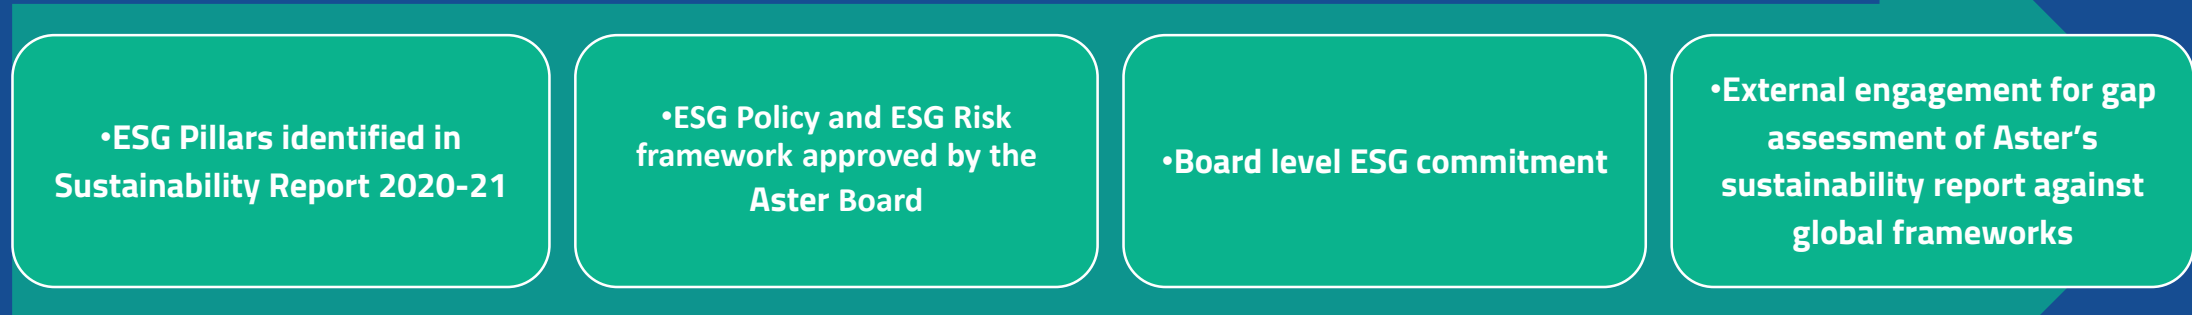 •ESG Pillars identified in
Sustainability Report 2020-21
•ESG Policy and ESG Risk
framework approved by the
Aster Board
•Board level ESG commitment
•External engagement for gap
assessment of Aster’s
sustainability report against
global frameworks